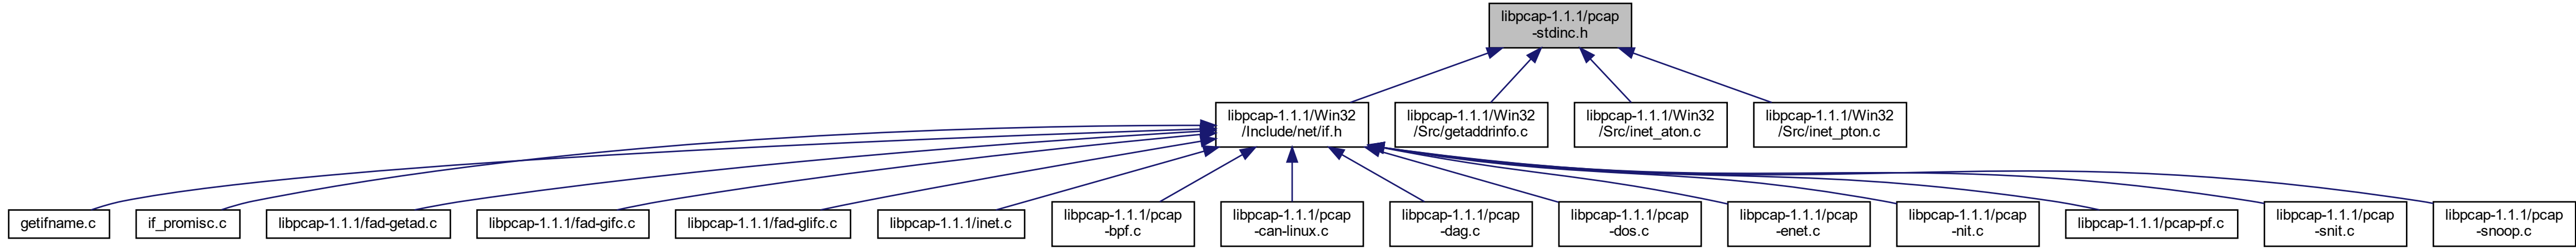 libpcap-1.1.1/pcap
-stdinc.h
libpcap-1.1.1/Win32
/Include/net/if.h
libpcap-1.1.1/Win32
/Src/getaddrinfo.c
libpcap-1.1.1/Win32
/Src/inet_aton.c
libpcap-1.1.1/Win32
/Src/inet_pton.c
getifname.c
if_promisc.c
libpcap-1.1.1/fad-getad.c
libpcap-1.1.1/fad-gifc.c
libpcap-1.1.1/fad-glifc.c
libpcap-1.1.1/inet.c
libpcap-1.1.1/pcap
-bpf.c
libpcap-1.1.1/pcap
-can-linux.c
libpcap-1.1.1/pcap
-dag.c
libpcap-1.1.1/pcap
-dos.c
libpcap-1.1.1/pcap
-enet.c
libpcap-1.1.1/pcap
-nit.c
libpcap-1.1.1/pcap-pf.c
libpcap-1.1.1/pcap
-snit.c
libpcap-1.1.1/pcap
-snoop.c